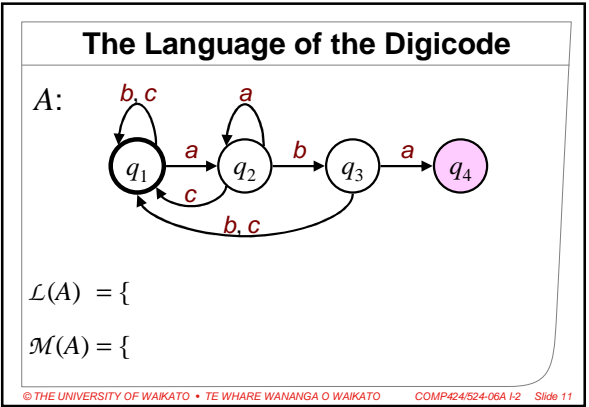 The Language of the Digicode
A:
b, c
a
q1
a
q2
b
q3
a
q4
c
b, c
ℒ(A) = {
ℳ(A) = {
© THE UNIVERSITY OF WAIKATO • TE WHARE WANANGA O WAIKATO COMP424/524-06A I-2 Slide 11